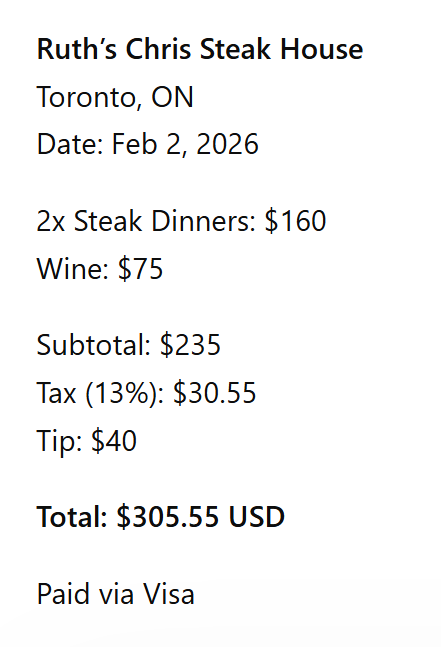 Ruth’s Chris Steak House
Toronto, ON
Date: Feb 2, 2026
2x Steak Dinners: $160
Wine: $75
Subtotal: $235
Tax (13%): $30.55
Tip: $40
Total: $305.55 USD
Paid via Visa